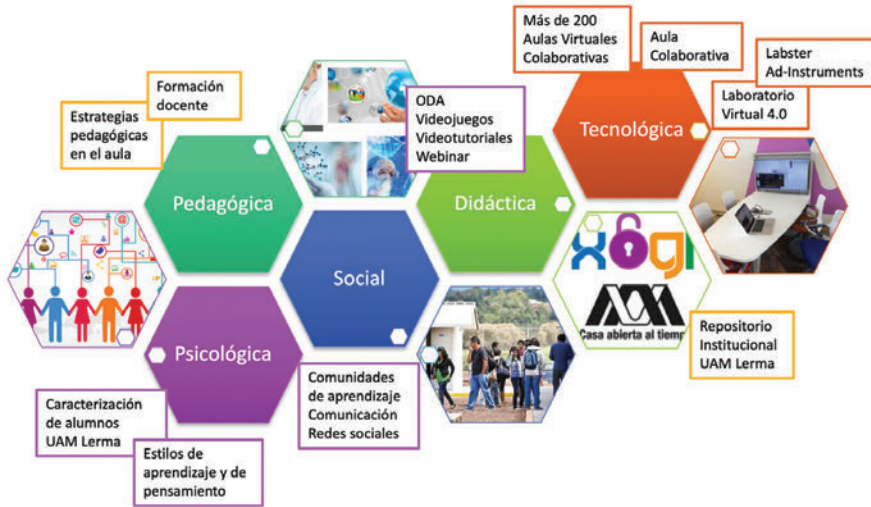 Más de 200
Aulas Virtuales
Colaborativas
Aula
Colaborativa
Labster
Ad-Instruments
Laboratorio
Virtual 4.0
Tecnológica
Formación
docente
Estrategias
pedagógicas
en el aula
Pedagógica
ODA
Videojuegos
Videotutoriales
Webinar
Didáctica
Social
Psicológica
xogi
Casa abierta al tiempo
Repositorio
Institucional
UAM Lerma
Comunidades
de aprendizaje
Comunicación
Redes sociales
Caracterización
de alumnos
UAM Lerma
Estilos de
aprendizaje y de
pensamiento